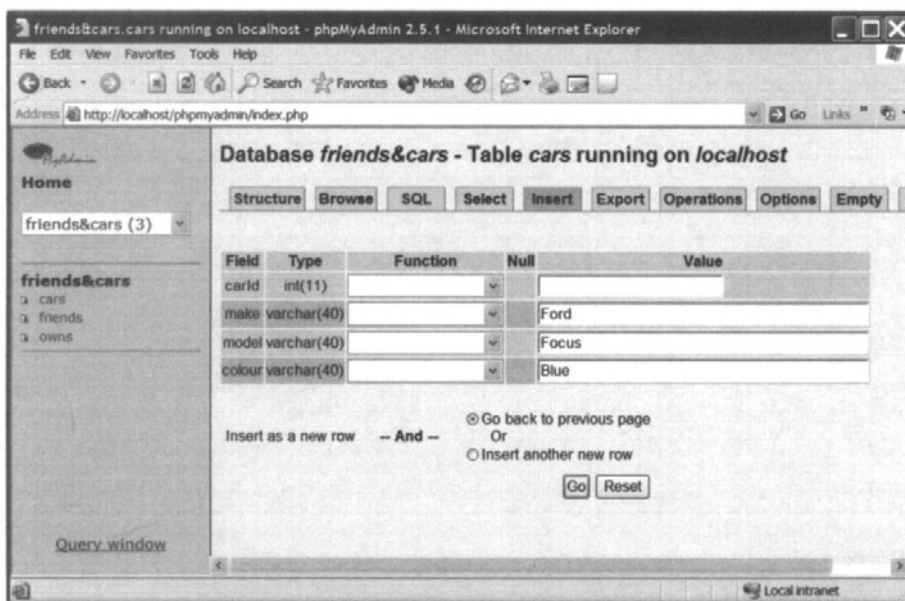 friends&cars.cars running on localhost - phpMyAdmin 2.5.1 - Microsoft Internet Explorer
File Edit View Favorites Tools Help
Back Search Favorites Media
Address http://localhost/phpmyadmin/index.php Go Links "
phpMyAdmin
Home
friends&cars (3)
friends&cars
cars
friends
owns
Query window
Database friends&cars - Table cars running on localhost
Structure Browse SQL Select Insert Export Operations Options Empty
Field Type Function Null Value
carId int(11)
make varchar(40) Ford
model varchar(40) Focus
colour varchar(40) Blue
Insert as a new row -- And --
Go back to previous page
Or
Insert another new row
Go Reset
Local intranet